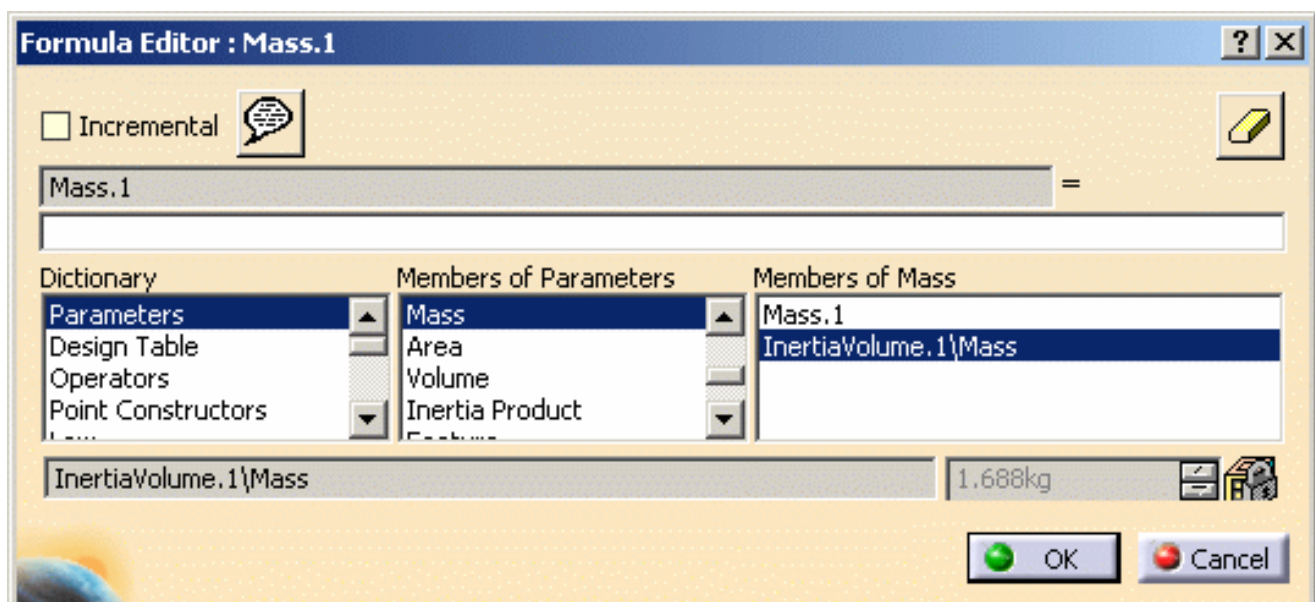 Formula Editor : Mass.1
Incremental
Mass.1 =
Dictionary Members of Parameters Members of Mass
Parameters Mass Mass.1
Design Table Area InertiaVolume.1\Mass
Operators Volume
Point Constructors Inertia Product
InertiaVolume.1\Mass 1.688kg
OK Cancel